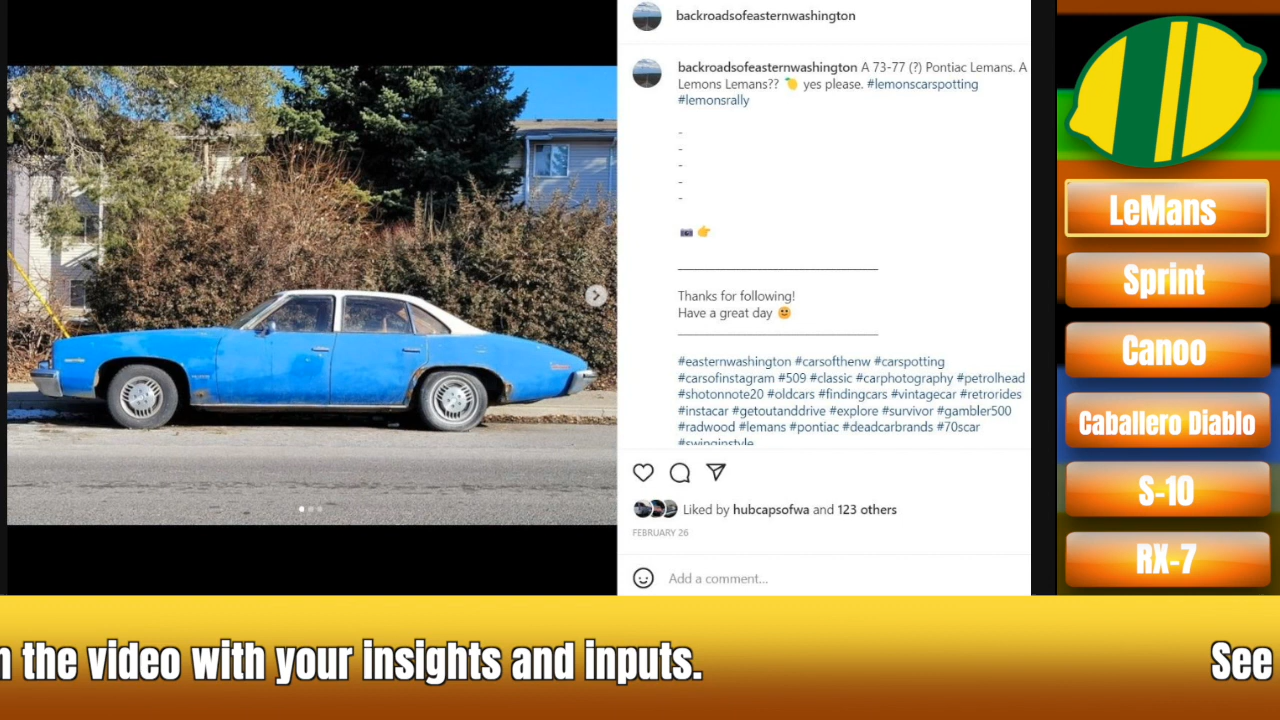 backroadsofeasternwashington
backroadsofeasternwashington A 73-77 (?) Pontiac Lemans. A
Lemons Lemans?? 🍋 yes please. #lemonscarspotting
#lemonsrally
-
-
-
-
-
📷 👉
Thanks for following!
Have a great day 🙂
#easternwashington #carsofthenw #carspotting
#carsofinstagram #509 #classic #carphotography #petrolhead
#shotonnote20 #oldcars #findingcars #vintagecar #retrorides
#instacar #getoutanddrive #explore #survivor #gambler500
#radwood #lemans #pontiac #deadcarbrands #70scar
#swinginstyle
Liked by hubcapsofwa and 123 others
FEBRUARY 26
Add a comment...
LeMans
Sprint
Canoo
Caballero Diablo
S-10
RX-7
n the video with your insights and inputs.
See